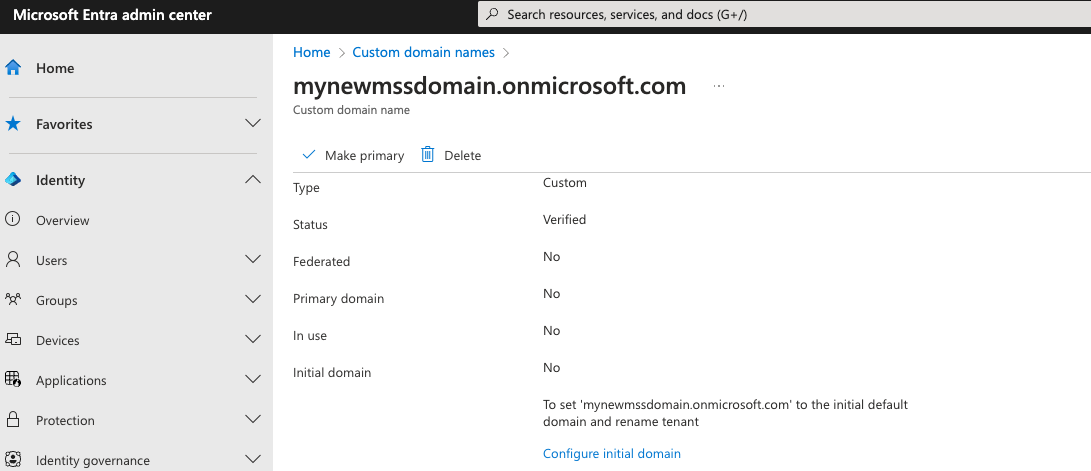 Microsoft Entra admin center
Search resources, services, and docs (G+/)
Home
Favorites
Identity
Overview
Users
Groups
Devices
Applications
Protection
Identity governance
Home > Custom domain names >
mynewmssdomain.onmicrosoft.com ...
Custom domain name
Make primary Delete
Type Custom
Status Verified
Federated No
Primary domain No
In use No
Initial domain No
To set 'mynewmssdomain.onmicrosoft.com' to the initial default
domain and rename tenant
Configure initial domain